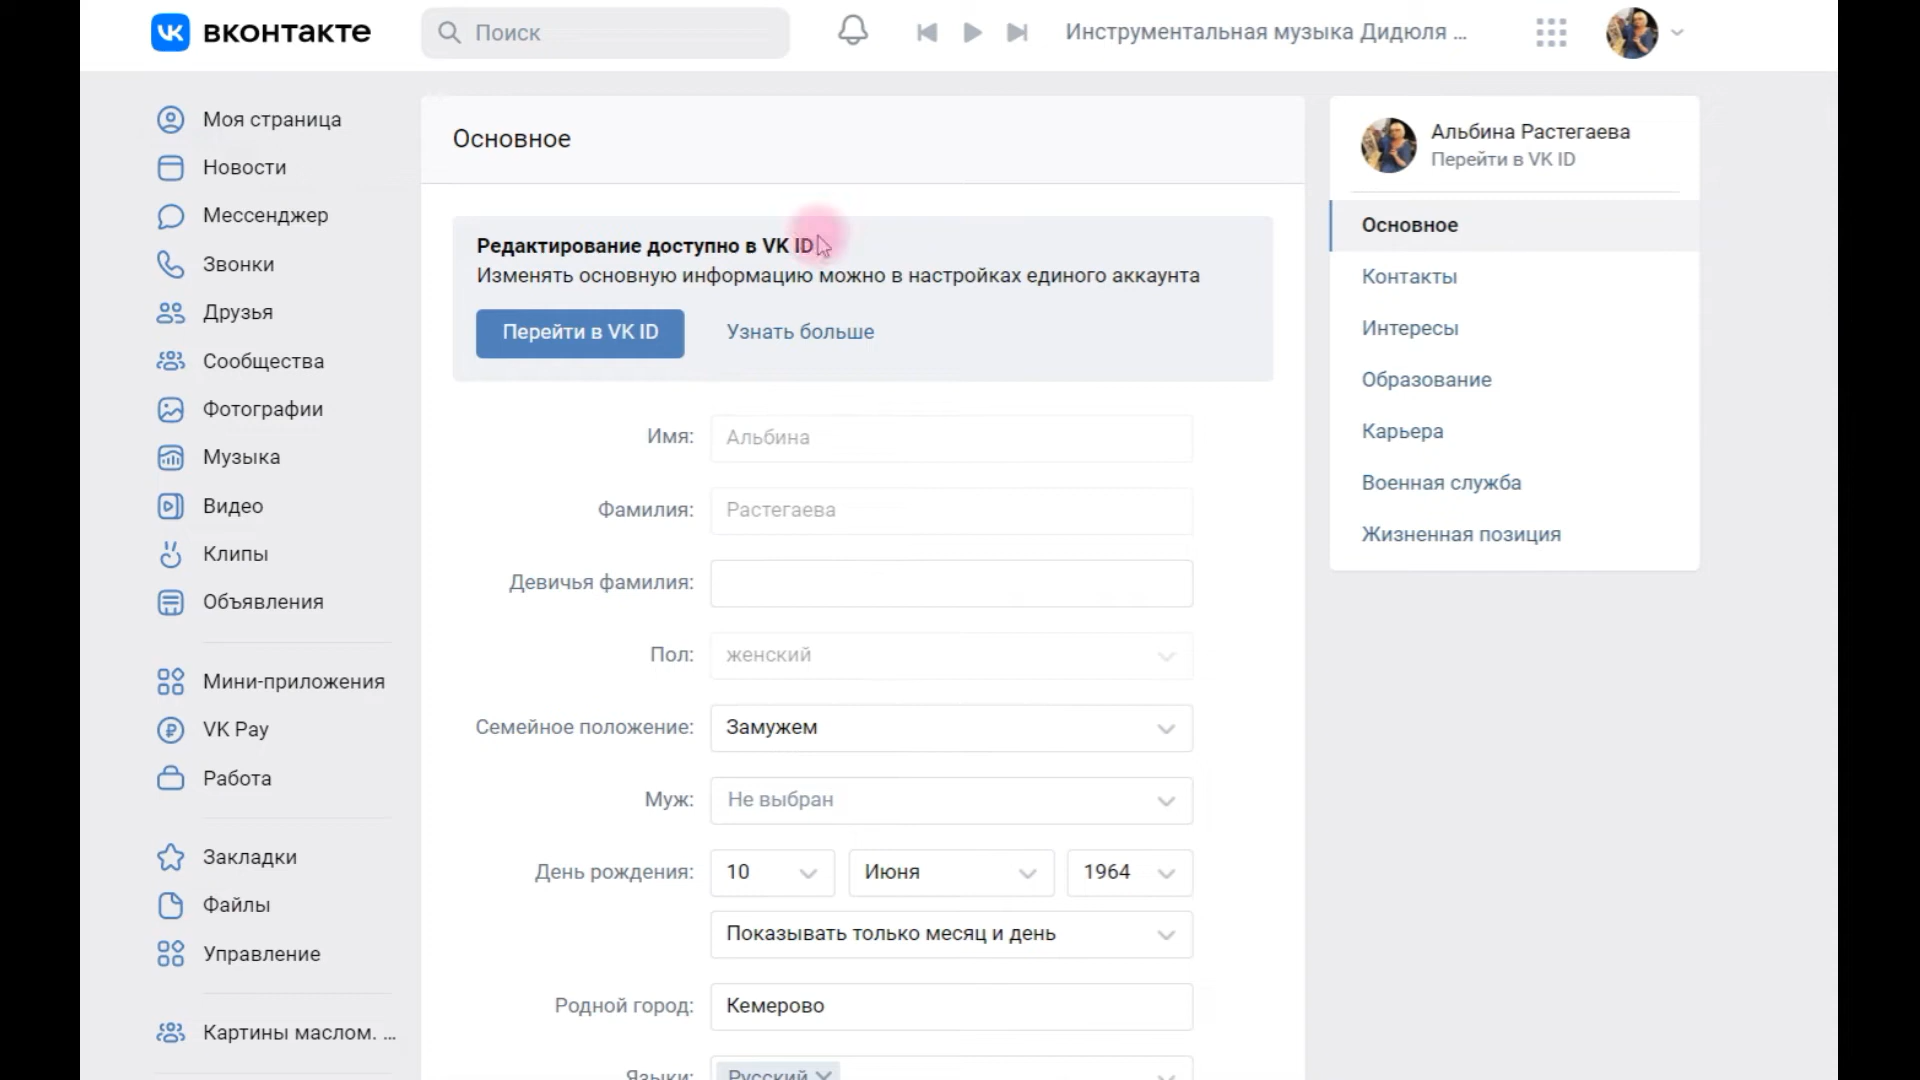 вконтакте
Поиск
Инструментальная музыка Дидюля ...
Моя страница
Новости
Мессенджер
Звонки
Друзья
Сообщества
Фотографии
Музыка
Видео
Клипы
Объявления
Мини-приложения
VK Pay
Работа
Закладки
Файлы
Управление
Картины маслом. ...
Основное
Редактирование доступно в VK ID
Изменять основную информацию можно в настройках единого аккаунта
Перейти в VK ID Узнать больше
Имя: Альбина
Фамилия: Растегаева
Девичья фамилия:
Пол: женский
Семейное положение: Замужем
Муж: Не выбран
День рождения: 10 Июня 1964
Показывать только месяц и день
Родной город: Кемерово
Языки: Русский
Альбина Растегаева
Перейти в VK ID
Основное
Контакты
Интересы
Образование
Карьера
Военная служба
Жизненная позиция